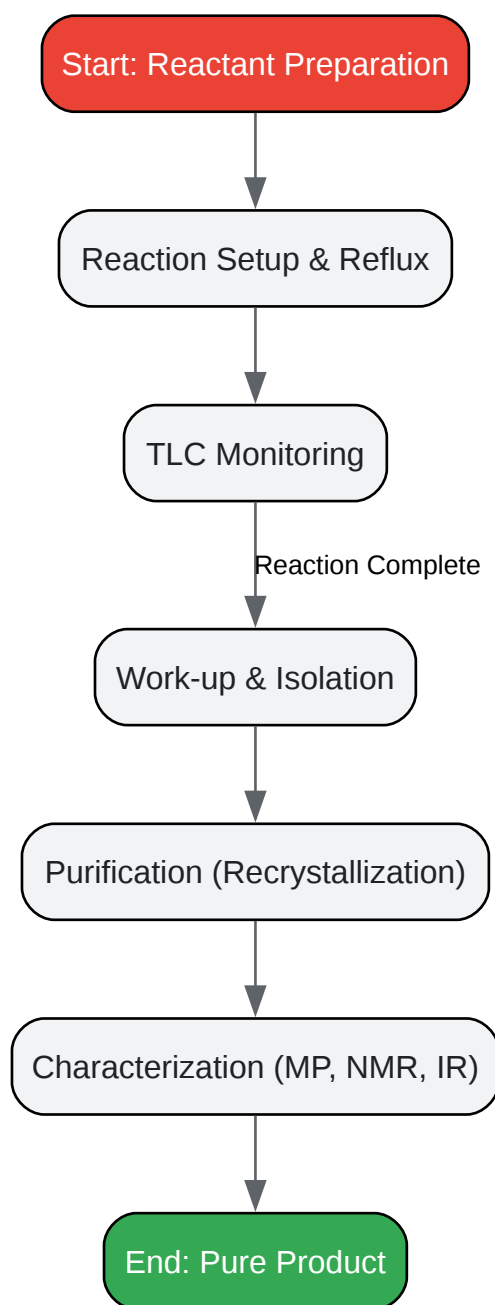 Start: Reactant Preparation
Reaction Setup & Reflux
TLC Monitoring
Reaction Complete
Work-up & Isolation
Purification (Recrystallization)
Characterization (MP, NMR, IR)
End: Pure Product